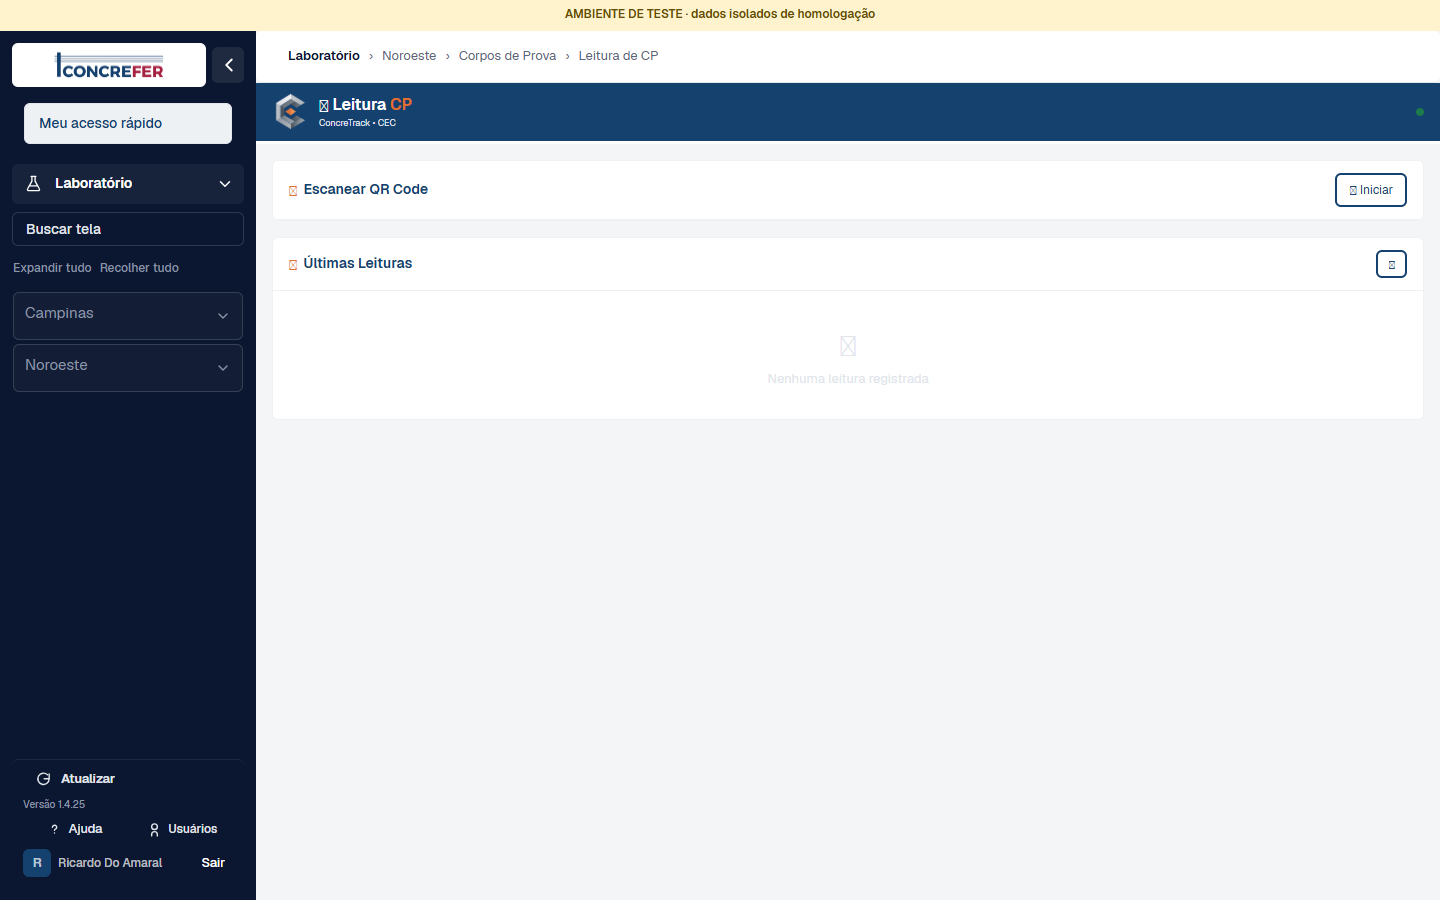 AMBIENTE DE TESTE · dados isolados de homologação
CONCREFER
Meu acesso rápido
Laboratório
Buscar tela
Expandir tudo Recolher tudo
Campinas
Noroeste
Atualizar
Versão 1.4.25
? Ajuda Usuários
R Ricardo Do Amaral Sair
Laboratório › Noroeste › Corpos de Prova › Leitura de CP
Leitura CP
ConcreTrack • CEC
Escanear QR Code
Iniciar
Últimas Leituras
Nenhuma leitura registrada